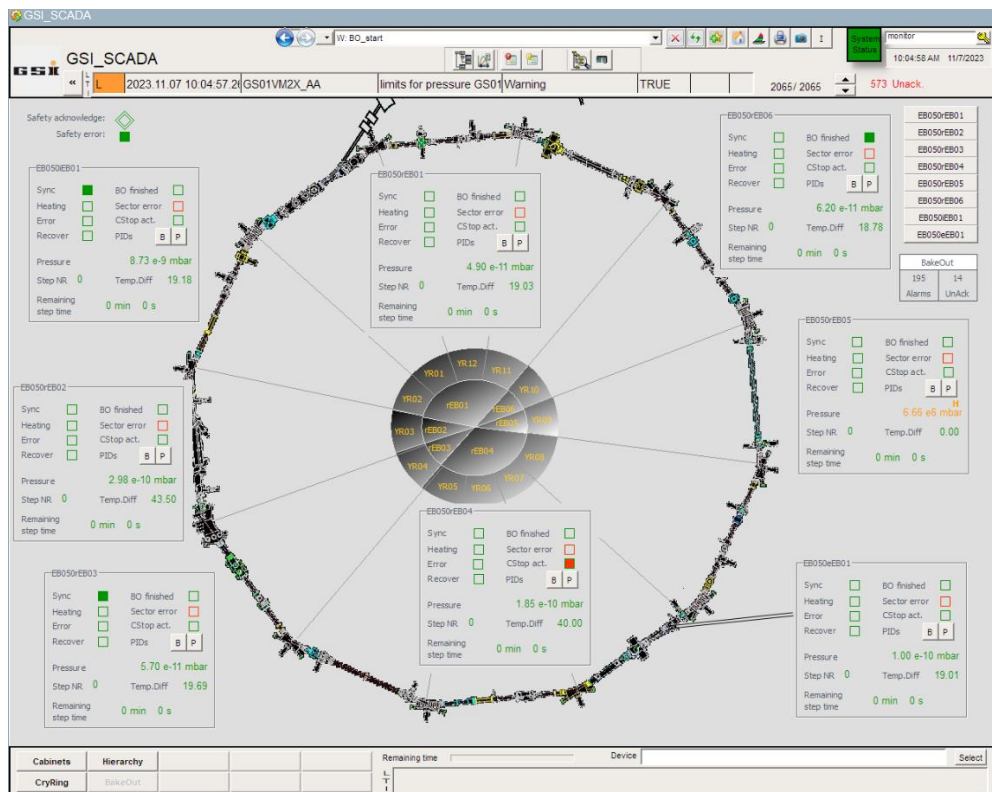 GSI_SCADA
W: BO_start
System Status
monitor
GSI
GSI_SCADA
10:04:58 AM 11/7/2023
«
L T I
L
2023.11.07 10:04:57.26
GS01VM2X_AA
limits for pressure GS01
Warning
TRUE
2065/ 2065
573 Unack.
Safety acknowledge:
Safety error:
EB050iEB01
Sync BO finished
Heating Sector error
Error CStop act.
Recover PIDs B P
Pressure 8.73 e-9 mbar
Step NR 0 Temp.Diff 19.18
Remaining step time 0 min 0 s
EB050rEB01
Sync BO finished
Heating Sector error
Error CStop act.
Recover PIDs B P
Pressure 4.90 e-11 mbar
Step NR 0 Temp.Diff 19.03
Remaining step time 0 min 0 s
EB050rEB06
Sync BO finished
Heating Sector error
Error CStop act.
Recover PIDs B P
Pressure 6.20 e-11 mbar
Step NR 0 Temp.Diff 18.78
Remaining step time 0 min 0 s
EB050rEB01
EB050rEB02
EB050rEB03
EB050rEB04
EB050rEB05
EB050rEB06
EB050iEB01
EB050eEB01
BakeOut
195 14
Alarms UnAck
EB050rEB05
Sync BO finished
Heating Sector error
Error CStop act.
Recover PIDs B P
H
Pressure 6.66 e6 mbar
Step NR 0 Temp.Diff 0.00
Remaining step time 0 min 0 s
EB050rEB02
Sync BO finished
Heating Sector error
Error CStop act.
Recover PIDs B P
Pressure 2.98 e-10 mbar
Step NR 0 Temp.Diff 43.50
Remaining step time 0 min 0 s
YR12
YR01 YR11
YR02 rEB01 rEB06 YR10
YR03 rEB02 rEB05 YR09
YR04 rEB03 rEB04 YR08
YR05 YR06 YR07
EB050rEB04
Sync BO finished
Heating Sector error
Error CStop act.
Recover PIDs B P
Pressure 1.85 e-10 mbar
Step NR 0 Temp.Diff 40.00
Remaining step time 0 min 0 s
EB050rEB03
Sync BO finished
Heating Sector error
Error CStop act.
Recover PIDs B P
Pressure 5.70 e-11 mbar
Step NR 0 Temp.Diff 19.69
Remaining step time 0 min 0 s
EB050eEB01
Sync BO finished
Heating Sector error
Error CStop act.
Recover PIDs B P
Pressure 1.00 e-10 mbar
Step NR 0 Temp.Diff 19.01
Remaining step time 0 min 0 s
Cabinets Hierarchy
CryRing BakeOut
Remaining time
Device
Select
L T I